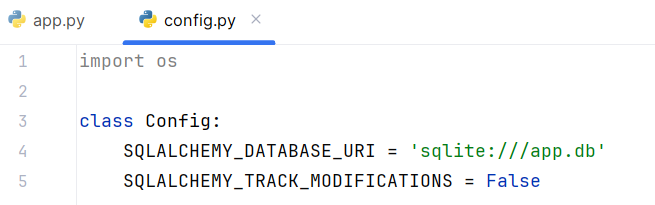 app.py config.py
1 import os
2
3 class Config:
4     SQLALCHEMY_DATABASE_URI = 'sqlite:///app.db'
5     SQLALCHEMY_TRACK_MODIFICATIONS = False